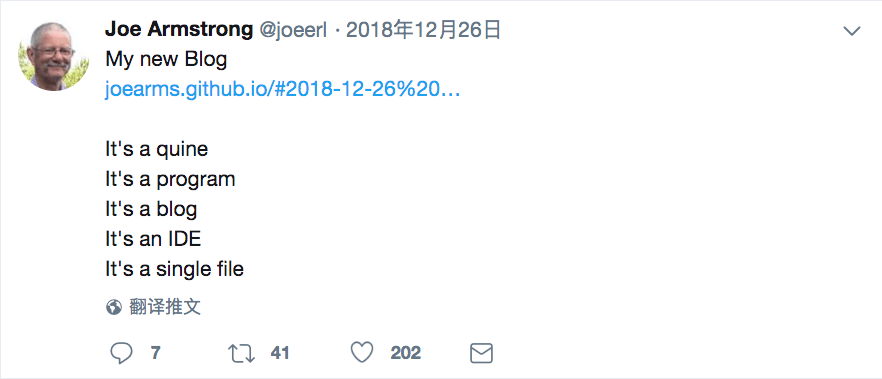 Joe Armstrong @joeerl · 2018年12月26日
My new Blog
joearms.github.io/#2018-12-26%20…
It's a quine
It's a program
It's a blog
It's an IDE
It's a single file
翻译推文
7 41 202